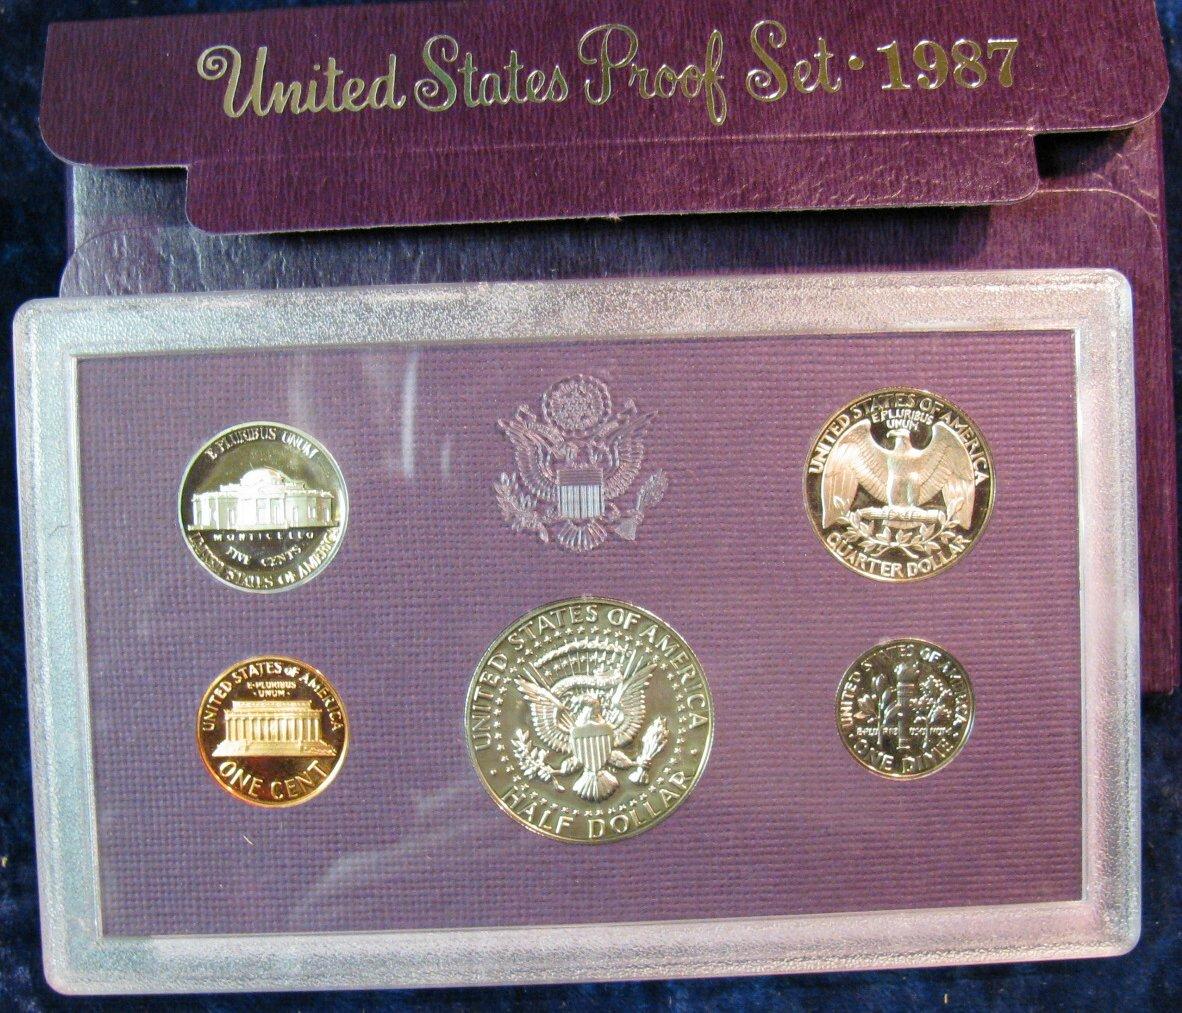 United States Proof Set · 1987
E PLURIBUS UNUM
MONTICELLO
FIVE CENTS
UNITED STATES OF AMERICA
UNITED STATES OF AMERICA
E PLURIBUS
UNUM
QUARTER DOLLAR
UNITED STATES OF AMERICA
E·PLURIBUS
·UNUM·
ONE CENT
UNITED STATES OF AMERICA
HALF DOLLAR
UNITED STATES OF AMERICA
ONE DIME